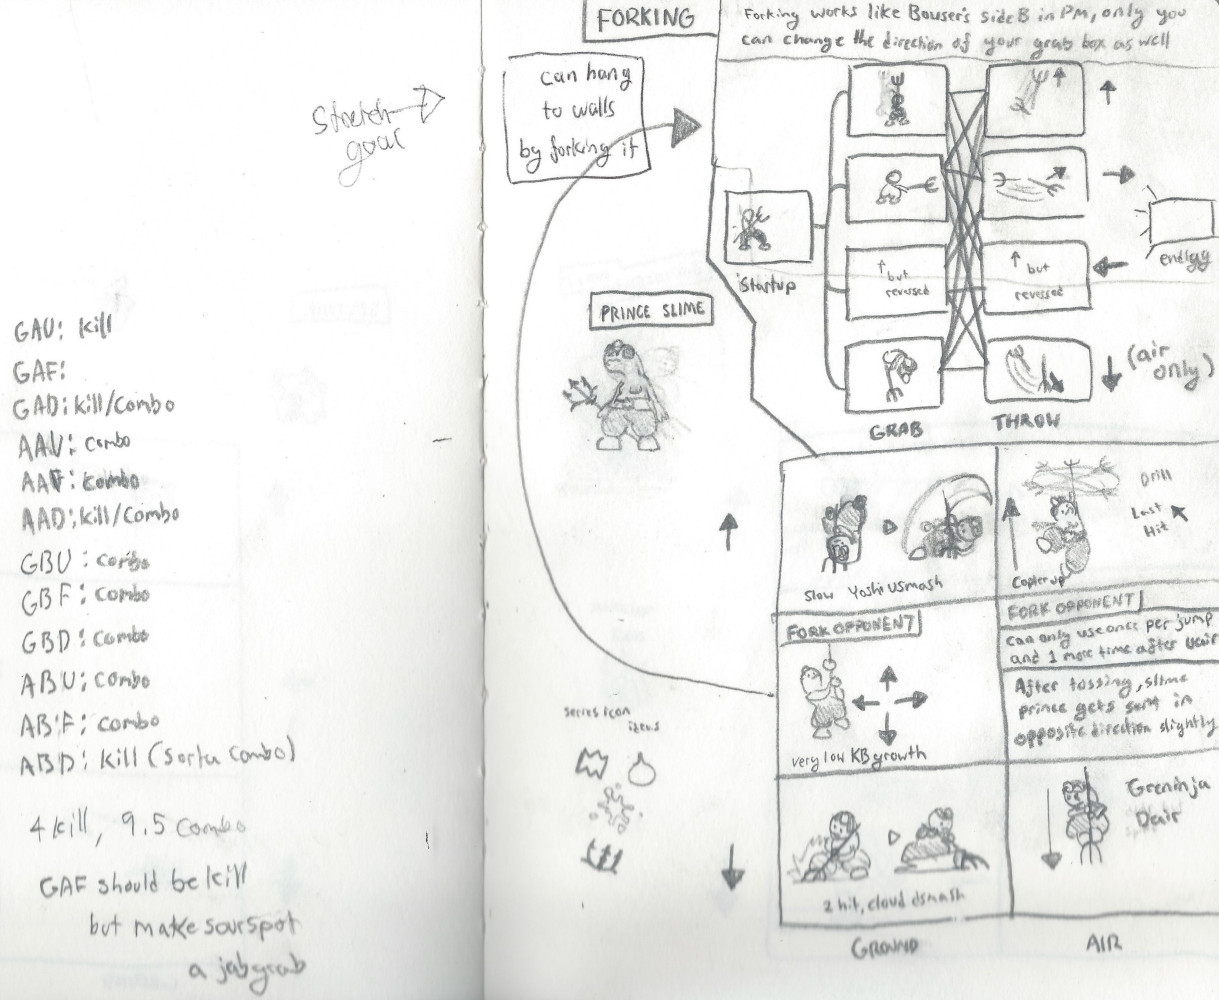 Stretch
goal
GAU: kill
GAF:
GAD: kill/combo
AAU: combo
AAF: combo
AAD: kill/combo
GBU: combo
GBF: combo
GBD: combo
ABU: combo
ABF: combo
ABD: kill (sorta combo)
4 kill, 9.5 combo
GAF should be kill
but make sourspot
a jabgrab
FORKING
can hang
to walls
by forking it
Forking works like Bowser's side B in PM, only you
can change the direction of your grab box as well
Startup
↑ but
reversed
↑ but
reversed
endlag
(air
only)
GRAB
THROW
PRINCE SLIME
Slow Yoshi Usmash
Drill
Last
Hit
Copter up
FORK OPPONENT
very low KB growth
FORK OPPONENT
can only use once per jump
and 1 more time after
After tossing, slime
prince gets sent in
opposite direction slightly
series icon
ideas
2 hit, cloud dsmash
Greninja
Dair
GROUND
AIR